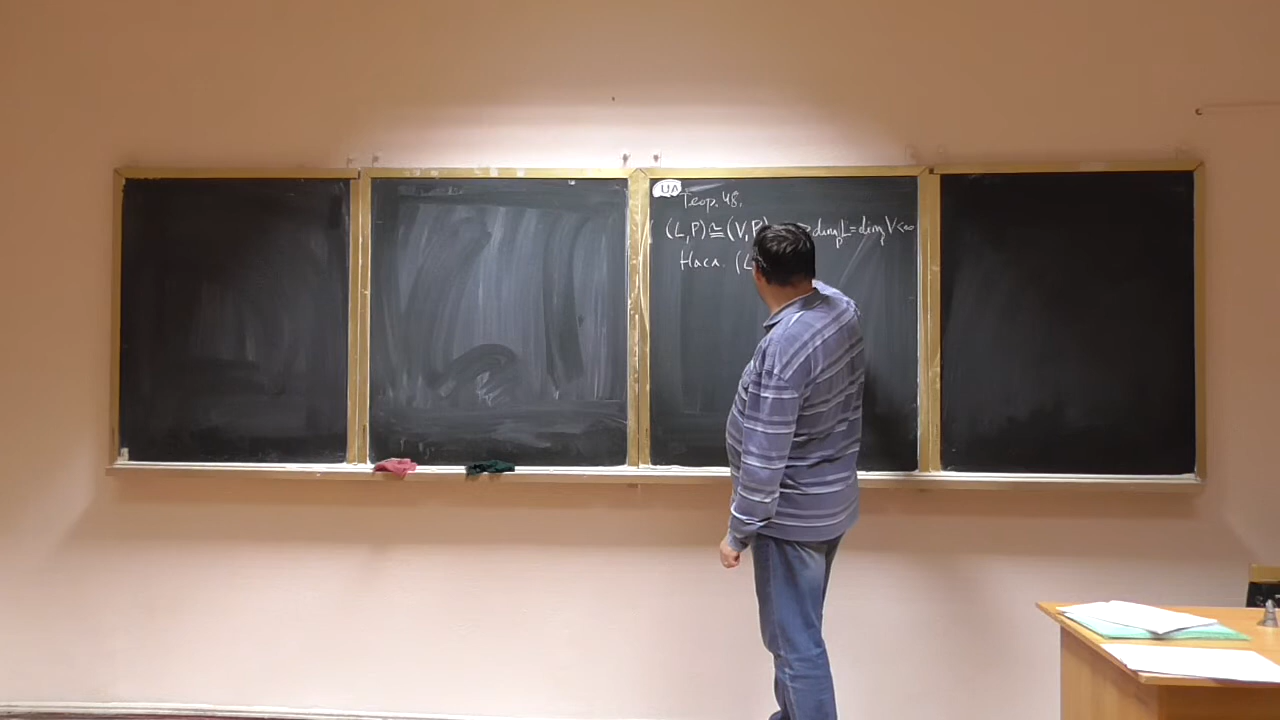 UA
Теор. 48.
(L,P)≅(V,P) dim_P L=dim_P V<∞
Насл. (L